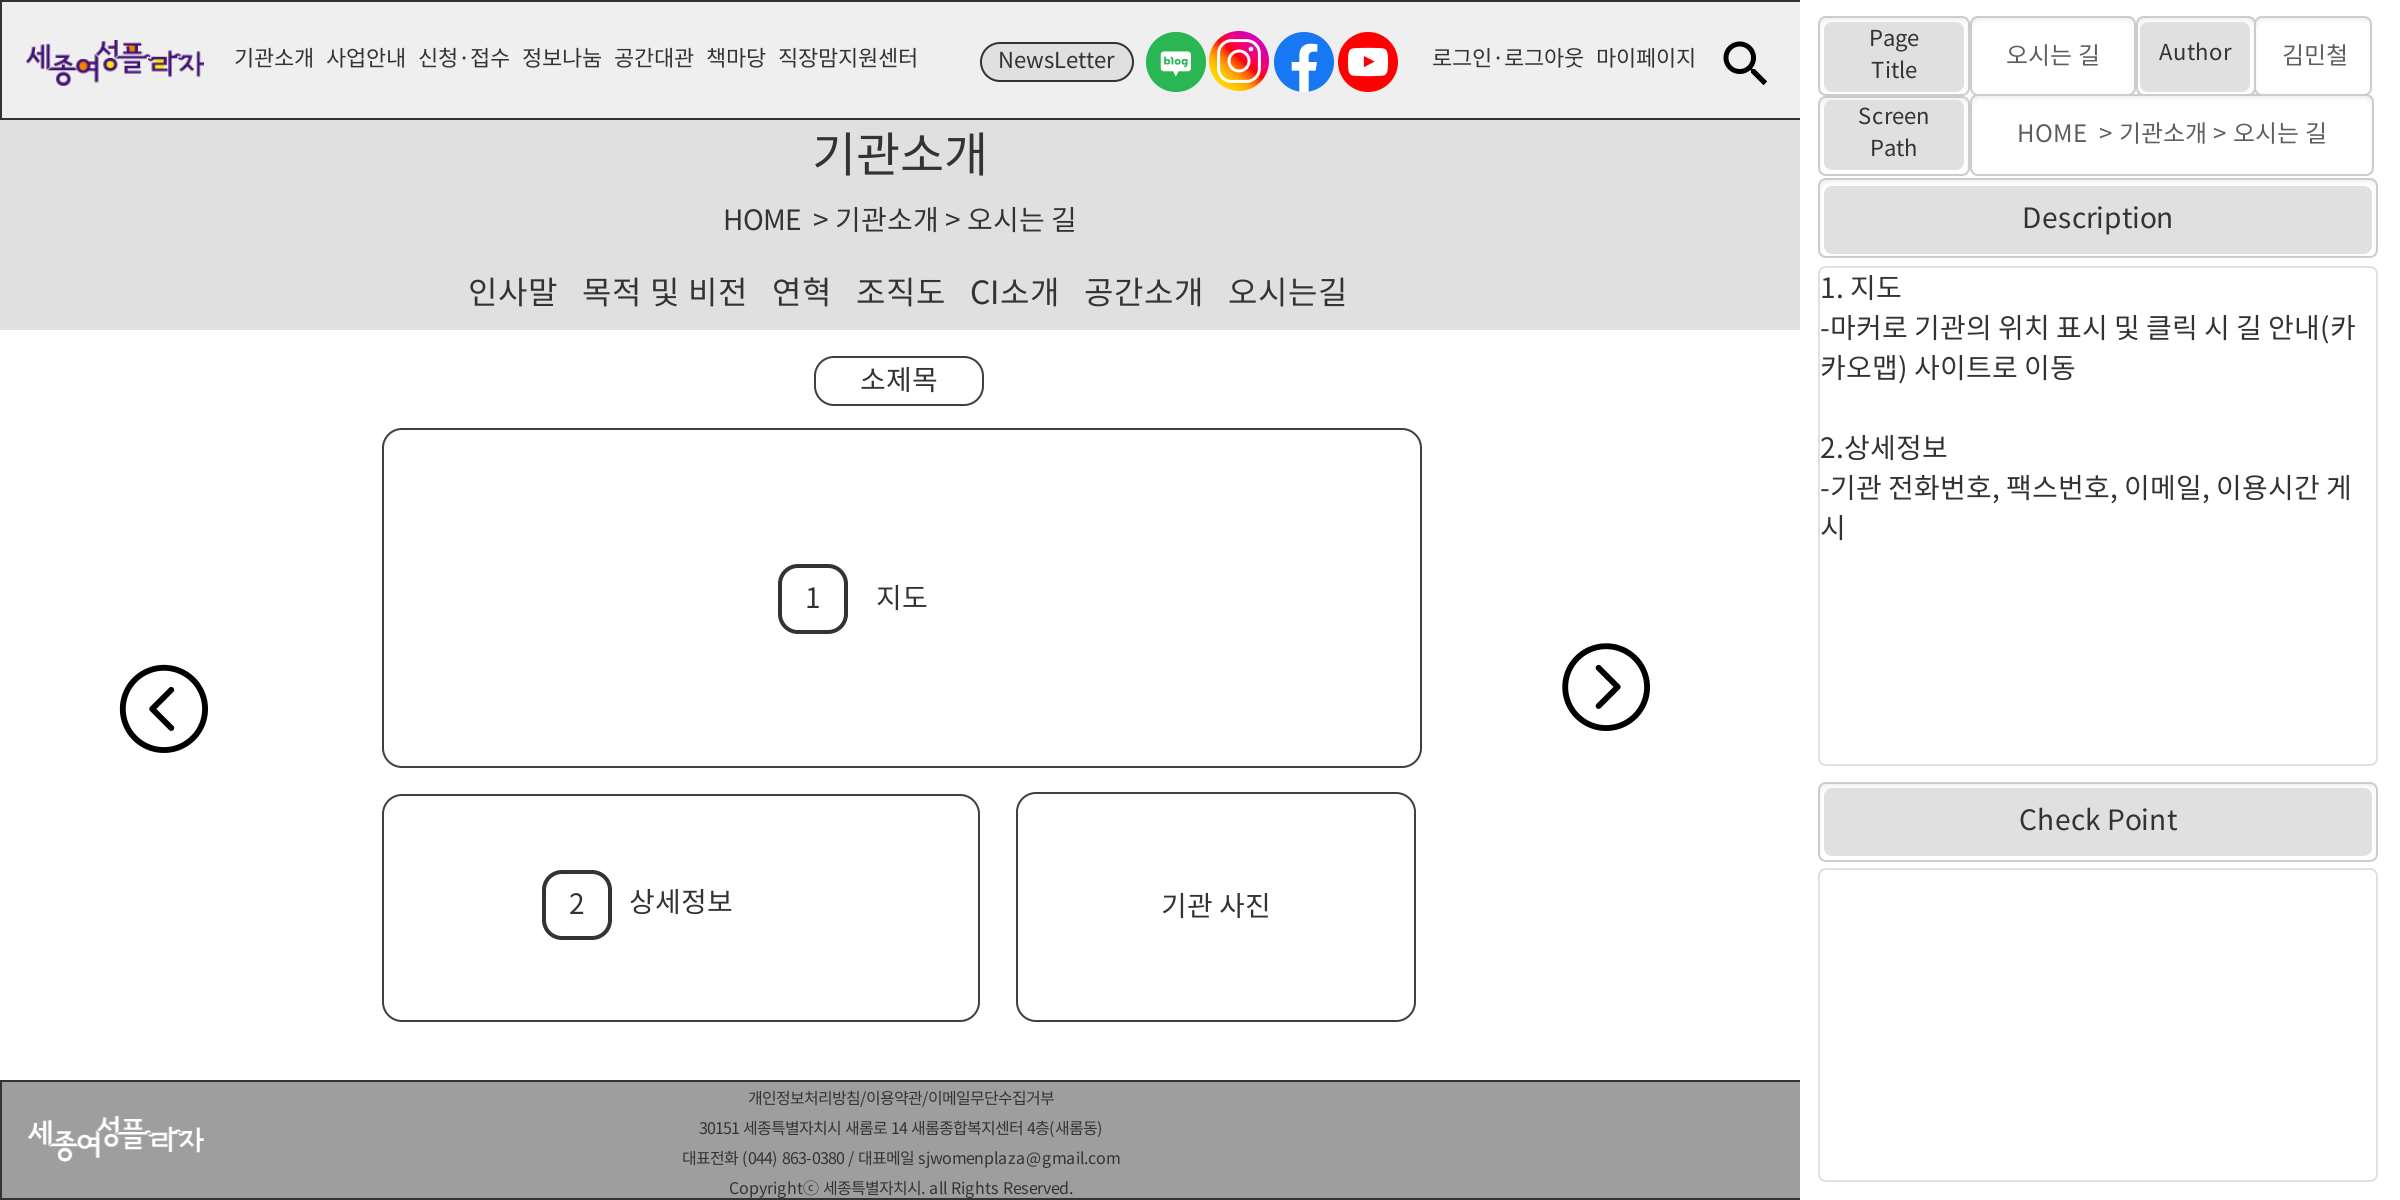 세종여성플라자
기관소개 사업안내 신청·접수 정보나눔 공간대관 책마당 직장맘지원센터
NewsLetter
blog
로그인·로그아웃 마이페이지
기관소개
HOME > 기관소개 > 오시는 길
인사말 목적 및 비전 연혁 조직도 CI소개 공간소개 오시는길
소제목
1 지도
2 상세정보
기관 사진
세종여성플라자
개인정보처리방침/이용약관/이메일무단수집거부
30151 세종특별자치시 새롬로 14 새롬종합복지센터 4층(새롬동)
대표전화 (044) 863-0380 / 대표메일 sjwomenplaza@gmail.com
Copyrightⓒ 세종특별자치시. all Rights Reserved.
Page
Title
오시는 길
Author
김민철
Screen
Path
HOME > 기관소개 > 오시는 길
Description
1. 지도
-마커로 기관의 위치 표시 및 클릭 시 길 안내(카
카오맵) 사이트로 이동
2.상세정보
-기관 전화번호, 팩스번호, 이메일, 이용시간 게
시
Check Point